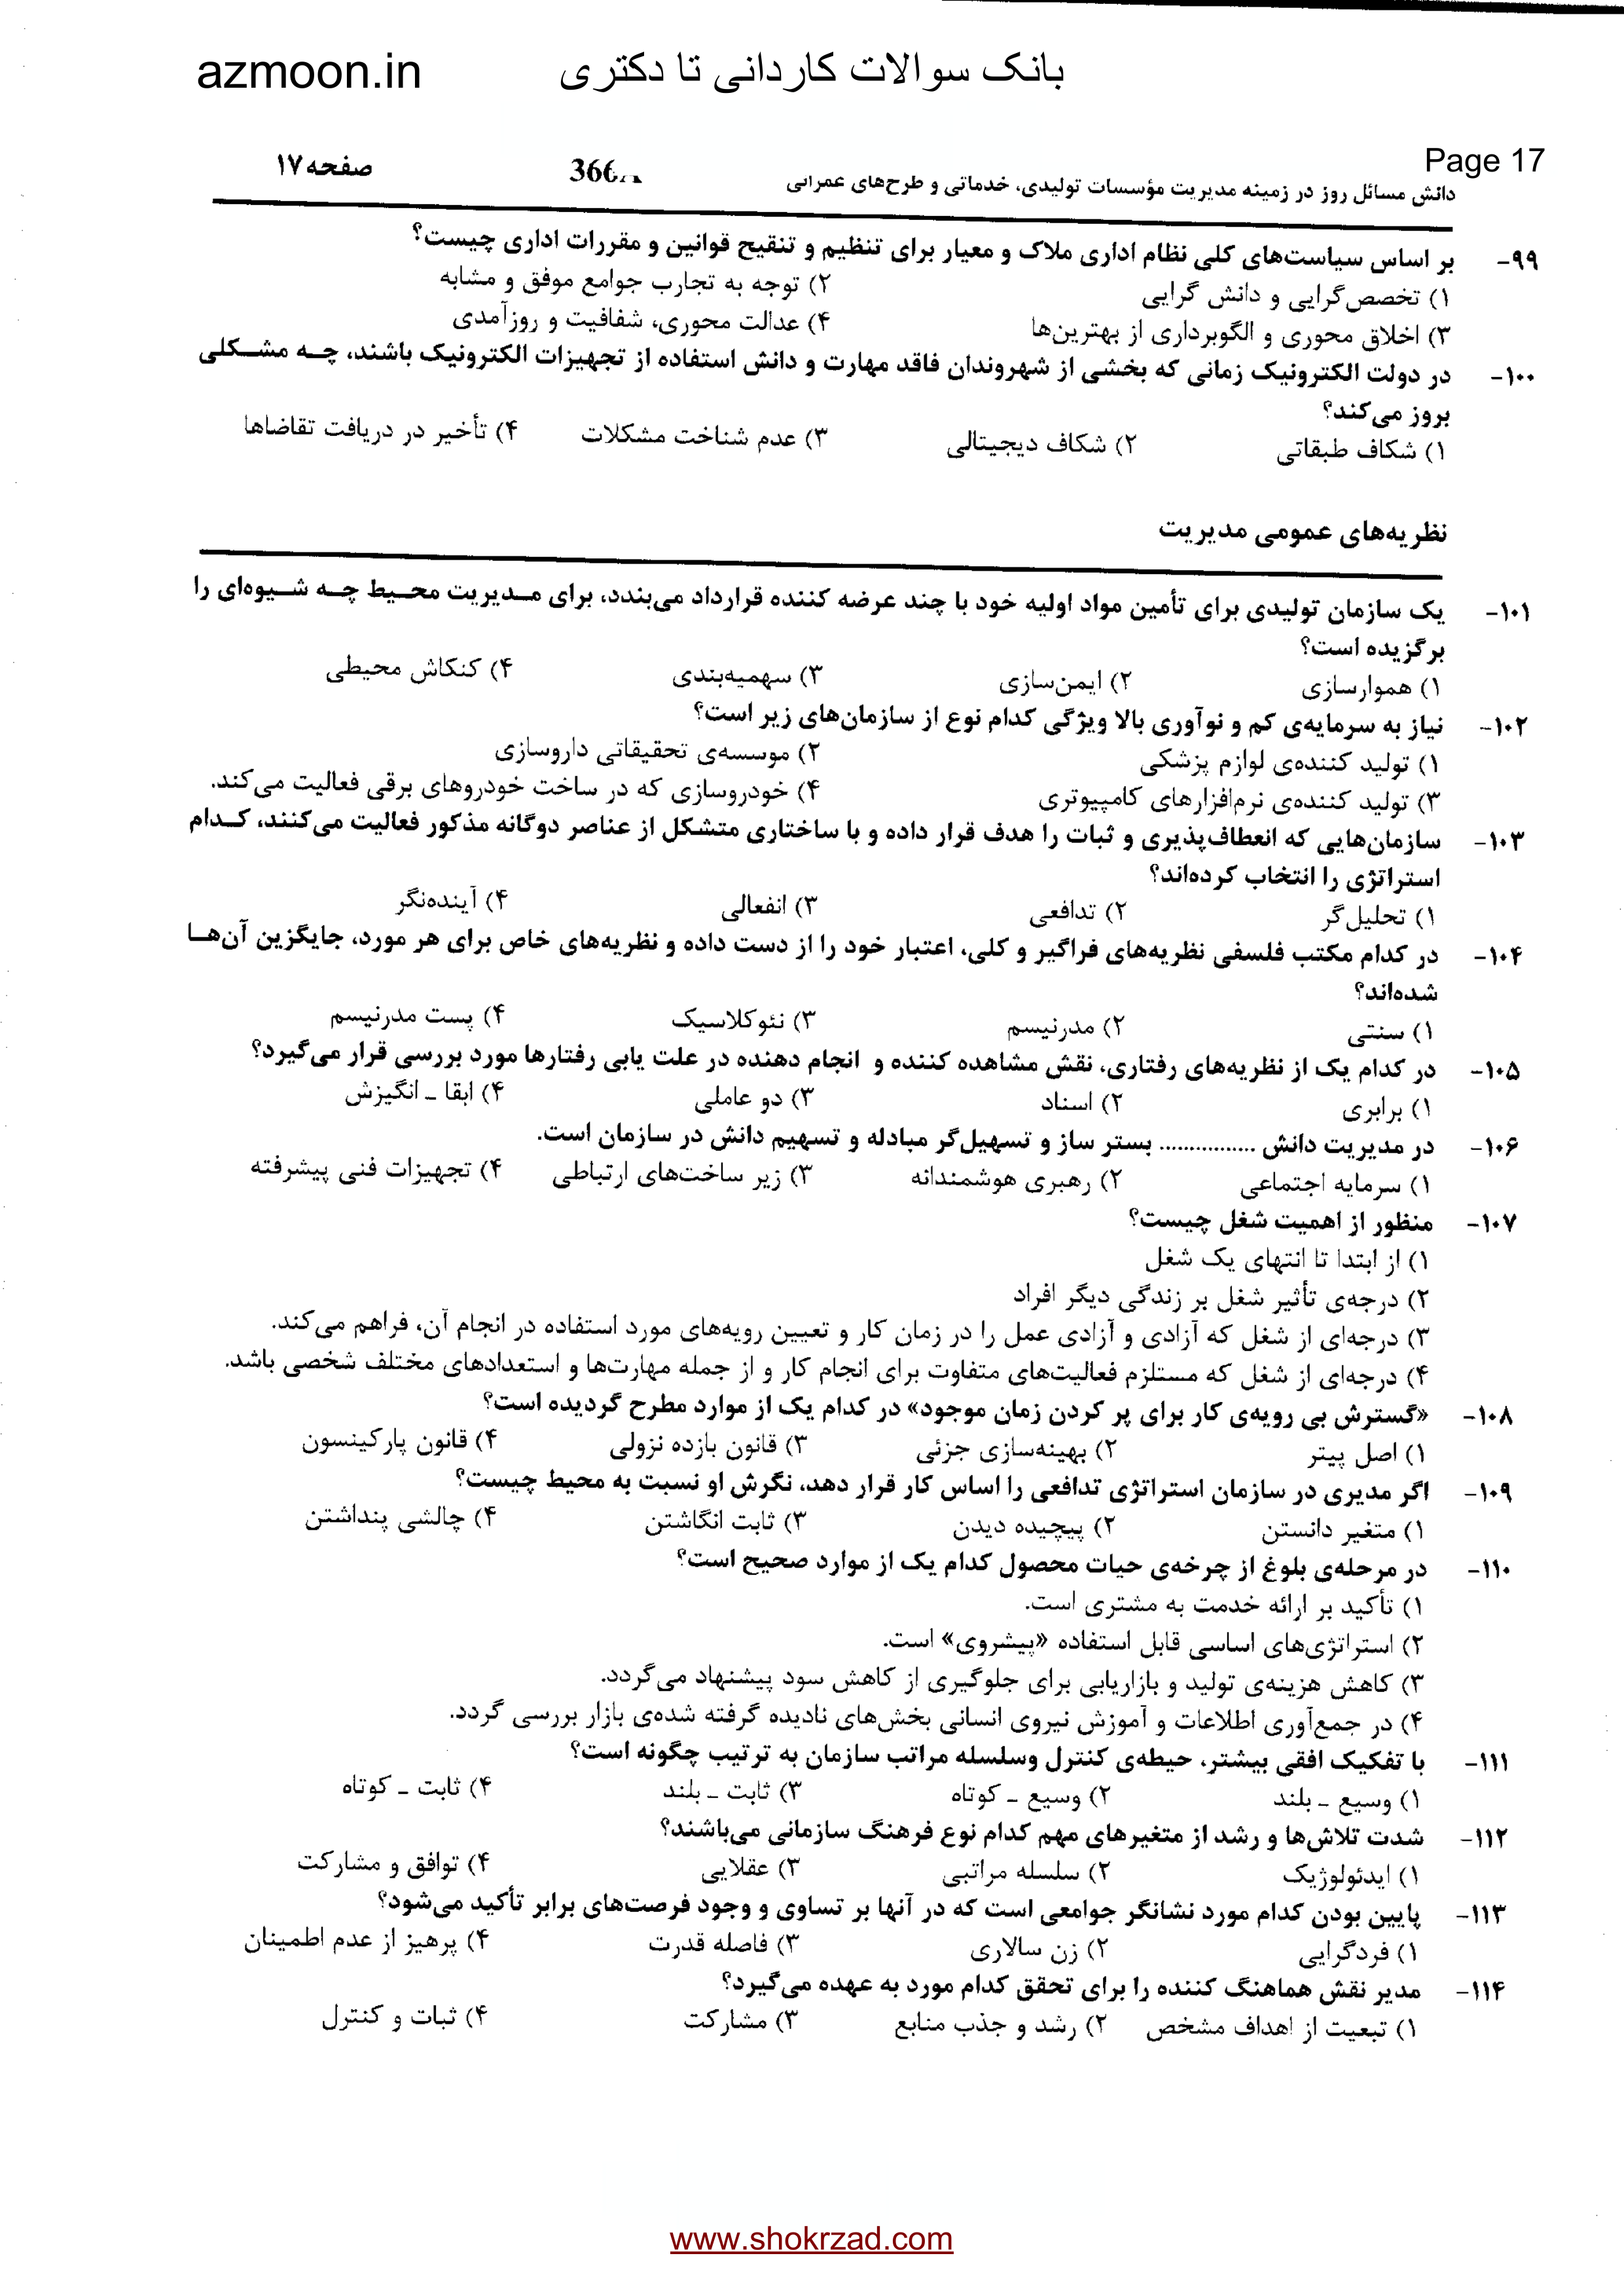 azmoon.in بانک سوالات کاردانی تا دکتری
Page 17
دانش مسائل روز در زمینه مدیریت مؤسسات تولیدی، خدماتی و طرح‌های عمرانی 366 صفحه ۱۷
۹۹- بر اساس سیاست‌های کلی نظام اداری ملاک و معیار برای تنظیم و تنقیح قوانین و مقررات اداری چیست؟
۱) تخصص‌گرایی و دانش گرایی ۲) توجه به تجارب جوامع موفق و مشابه
۳) اخلاق محوری و الگوبرداری از بهترین‌ها ۴) عدالت محوری، شفافیت و روزآمدی
۱۰۰- در دولت الکترونیک زمانی که بخشی از شهروندان فاقد مهارت و دانش استفاده از تجهیزات الکترونیک باشند، چه مشکلی
بروز می‌کند؟
۱) شکاف طبقاتی ۲) شکاف دیجیتالی ۳) عدم شناخت مشکلات ۴) تأخیر در دریافت تقاضاها
نظریه‌های عمومی مدیریت
۱۰۱- یک سازمان تولیدی برای تأمین مواد اولیه خود با چند عرضه کننده قرارداد می‌بندد، برای مدیریت محیط چه شیوه‌ای را
برگزیده است؟
۱) هموارسازی ۲) ایمن‌سازی ۳) سهمیه‌بندی ۴) کنکاش محیطی
۱۰۲- نیاز به سرمایه‌ی کم و نوآوری بالا ویژگی کدام نوع از سازمان‌های زیر است؟
۱) تولید کننده‌ی لوازم پزشکی ۲) موسسه‌ی تحقیقاتی داروسازی
۳) تولید کننده‌ی نرم‌افزارهای کامپیوتری ۴) خودروسازی که در ساخت خودروهای برقی فعالیت می‌کند.
۱۰۳- سازمان‌هایی که انعطاف‌پذیری و ثبات را هدف قرار داده و با ساختاری متشکل از عناصر دوگانه مذکور فعالیت می‌کنند، کدام
استراتژی را انتخاب کرده‌اند؟
۱) تحلیل‌گر ۲) تدافعی ۳) انفعالی ۴) آینده‌نگر
۱۰۴- در کدام مکتب فلسفی نظریه‌های فراگیر و کلی، اعتبار خود را از دست داده و نظریه‌های خاص برای هر مورد، جایگزین آن‌ها
شده‌اند؟
۱) سنتی ۲) مدرنیسم ۳) نئوکلاسیک ۴) پست مدرنیسم
۱۰۵- در کدام یک از نظریه‌های رفتاری، نقش مشاهده کننده و انجام دهنده در علت یابی رفتارها مورد بررسی قرار می‌گیرد؟
۱) برابری ۲) اسناد ۳) دو عاملی ۴) ابقا ـ انگیزش
۱۰۶- در مدیریت دانش ............... بستر ساز و تسهیل‌گر مبادله و تسهیم دانش در سازمان است.
۱) سرمایه اجتماعی ۲) رهبری هوشمندانه ۳) زیر ساخت‌های ارتباطی ۴) تجهیزات فنی پیشرفته
۱۰۷- منظور از اهمیت شغل چیست؟
۱) از ابتدا تا انتهای یک شغل
۲) درجه‌ی تأثیر شغل بر زندگی دیگر افراد
۳) درجه‌ای از شغل که آزادی و آزادی عمل را در زمان کار و تعیین رویه‌های مورد استفاده در انجام آن، فراهم می‌کند.
۴) درجه‌ای از شغل که مستلزم فعالیت‌های متفاوت برای انجام کار و از جمله مهارت‌ها و استعدادهای مختلف شخصی باشد.
۱۰۸- «گسترش بی رویه‌ی کار برای پر کردن زمان موجود» در کدام یک از موارد مطرح گردیده است؟
۱) اصل پیتر ۲) بهینه‌سازی جزئی ۳) قانون بازده نزولی ۴) قانون پارکینسون
۱۰۹- اگر مدیری در سازمان استراتژی تدافعی را اساس کار قرار دهد، نگرش او نسبت به محیط چیست؟
۱) متغیر دانستن ۲) پیچیده دیدن ۳) ثابت انگاشتن ۴) چالشی پنداشتن
۱۱۰- در مرحله‌ی بلوغ از چرخه‌ی حیات محصول کدام یک از موارد صحیح است؟
۱) تأکید بر ارائه خدمت به مشتری است.
۲) استراتژی‌های اساسی قابل استفاده «پیشروی» است.
۳) کاهش هزینه‌ی تولید و بازاریابی برای جلوگیری از کاهش سود پیشنهاد می‌گردد.
۴) در جمع‌آوری اطلاعات و آموزش نیروی انسانی بخش‌های نادیده گرفته شده‌ی بازار بررسی گردد.
۱۱۱- با تفکیک افقی بیشتر، حیطه‌ی کنترل وسلسله مراتب سازمان به ترتیب چگونه است؟
۱) وسیع ـ بلند ۲) وسیع ـ کوتاه ۳) ثابت ـ بلند ۴) ثابت ـ کوتاه
۱۱۲- شدت تلاش‌ها و رشد از متغیرهای مهم کدام نوع فرهنگ سازمانی می‌باشند؟
۱) ایدئولوژیک ۲) سلسله مراتبی ۳) عقلایی ۴) توافق و مشارکت
۱۱۳- پایین بودن کدام مورد نشانگر جوامعی است که در آنها بر تساوی و وجود فرصت‌های برابر تأکید می‌شود؟
۱) فردگرایی ۲) زن سالاری ۳) فاصله قدرت ۴) پرهیز از عدم اطمینان
۱۱۴- مدیر نقش هماهنگ کننده را برای تحقق کدام مورد به عهده می‌گیرد؟
۱) تبعیت از اهداف مشخص ۲) رشد و جذب منابع ۳) مشارکت ۴) ثبات و کنترل
www.shokrzad.com